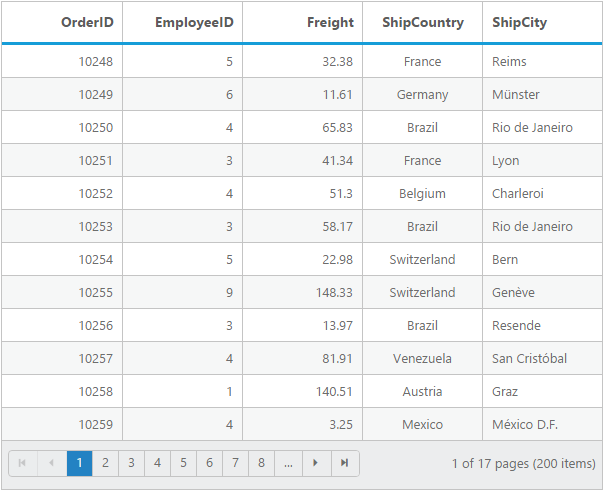 OrderID EmployeeID Freight ShipCountry ShipCity
10248 5 32.38 France Reims
10249 6 11.61 Germany Münster
10250 4 65.83 Brazil Rio de Janeiro
10251 3 41.34 France Lyon
10252 4 51.3 Belgium Charleroi
10253 3 58.17 Brazil Rio de Janeiro
10254 5 22.98 Switzerland Bern
10255 9 148.33 Switzerland Genève
10256 3 13.97 Brazil Resende
10257 4 81.91 Venezuela San Cristóbal
10258 1 140.51 Austria Graz
10259 4 3.25 Mexico México D.F.
1 2 3 4 5 6 7 8 ... 1 of 17 pages (200 items)